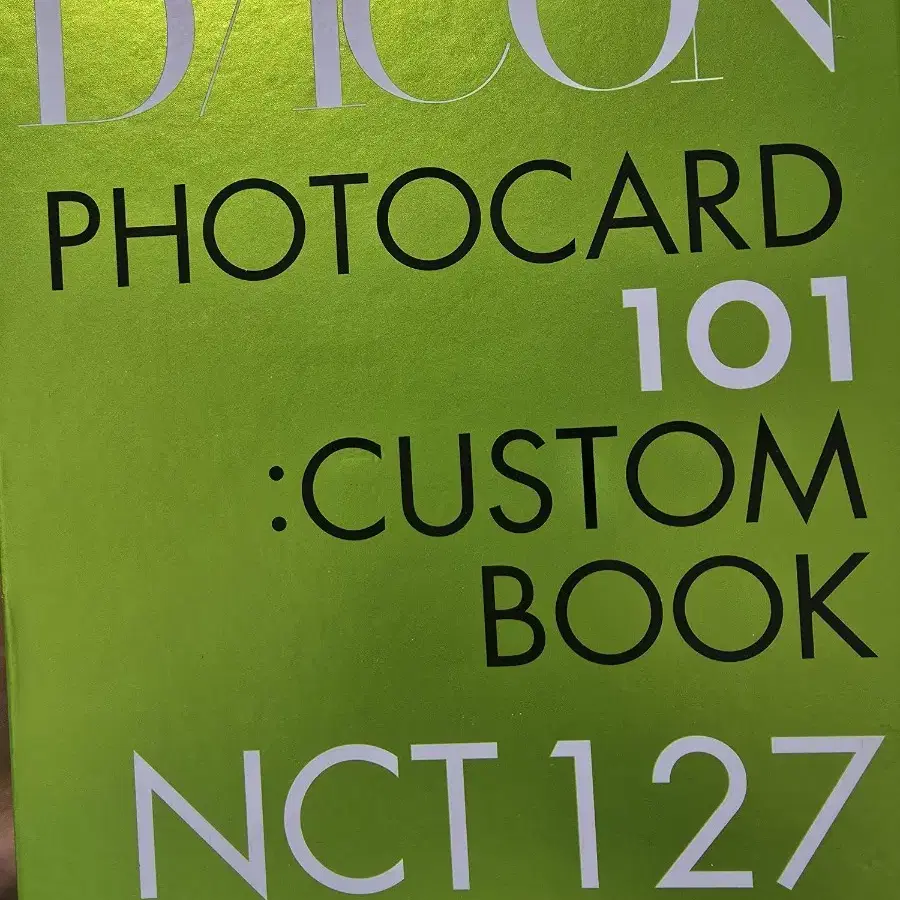 D/ICON
PHOTOCARD
101
:CUSTOM
BOOK
NCT 127